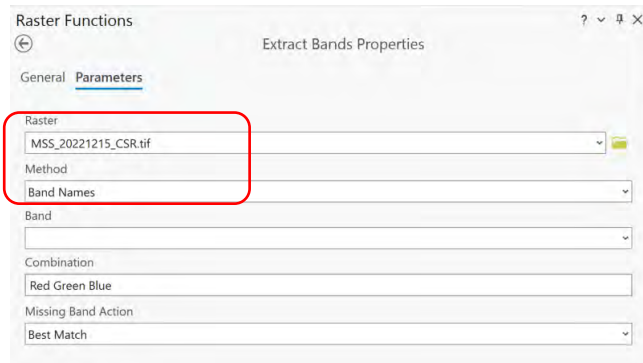 Raster Functions
?
Extract Bands Properties
General Parameters
Raster
MSS_20221215_CSR.tif
Method
Band Names
Band
Combination
Red Green Blue
Missing Band Action
Best Match